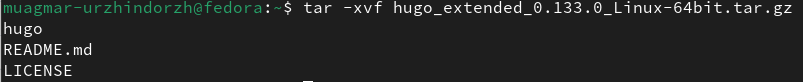 muagmar-urzhindorzh@fedora:~$ tar -xvf hugo_extended_0.133.0_Linux-64bit.tar.gz
hugo
README.md
LICENSE